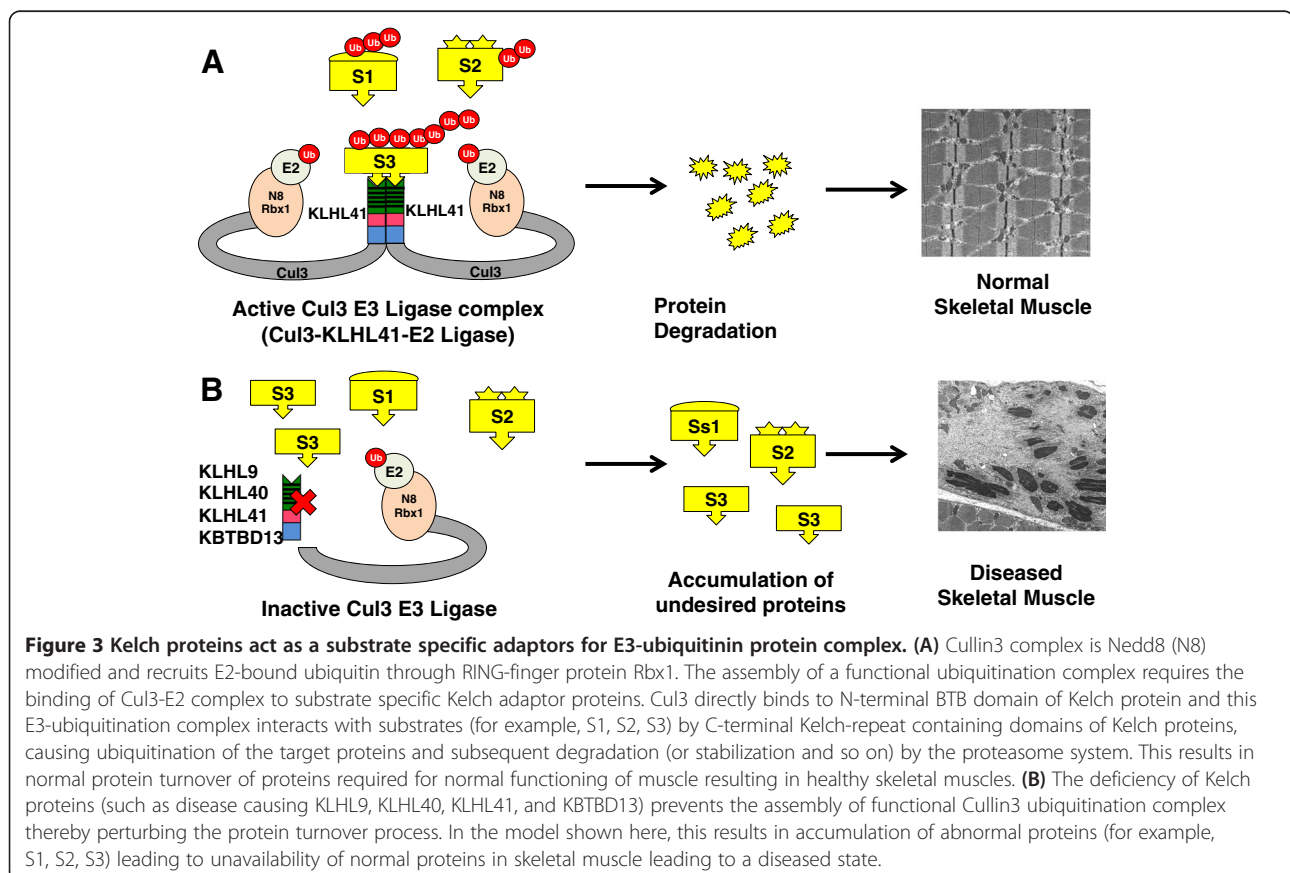 A
Ub Ub Ub
S1
S2
Ub Ub
Ub Ub Ub Ub Ub Ub Ub
S3
Ub
E2
N8
Rbx1
KLHL41
KLHL41
Ub
E2
N8
Rbx1
Cul3
Cul3
Active Cul3 E3 Ligase complex
(Cul3-KLHL41-E2 Ligase)
Protein
Degradation
Normal
Skeletal Muscle
B
S3
S1
S2
S3
KLHL9
KLHL40
KLHL41
KBTBD13
Ub
E2
N8
Rbx1
Inactive Cul3 E3 Ligase
Ss1
S2
S3
S3
Accumulation of
undesired proteins
Diseased
Skeletal Muscle
Figure 3 Kelch proteins act as a substrate specific adaptors for E3-ubiquitinin protein complex. (A) Cullin3 complex is Nedd8 (N8)
modified and recruits E2-bound ubiquitin through RING-finger protein Rbx1. The assembly of a functional ubiquitination complex requires the
binding of Cul3-E2 complex to substrate specific Kelch adaptor proteins. Cul3 directly binds to N-terminal BTB domain of Kelch protein and this
E3-ubiquitination complex interacts with substrates (for example, S1, S2, S3) by C-terminal Kelch-repeat containing domains of Kelch proteins,
causing ubiquitination of the target proteins and subsequent degradation (or stabilization and so on) by the proteasome system. This results in
normal protein turnover of proteins required for normal functioning of muscle resulting in healthy skeletal muscles. (B) The deficiency of Kelch
proteins (such as disease causing KLHL9, KLHL40, KLHL41, and KBTBD13) prevents the assembly of functional Cullin3 ubiquitination complex
thereby perturbing the protein turnover process. In the model shown here, this results in accumulation of abnormal proteins (for example,
S1, S2, S3) leading to unavailability of normal proteins in skeletal muscle leading to a diseased state.